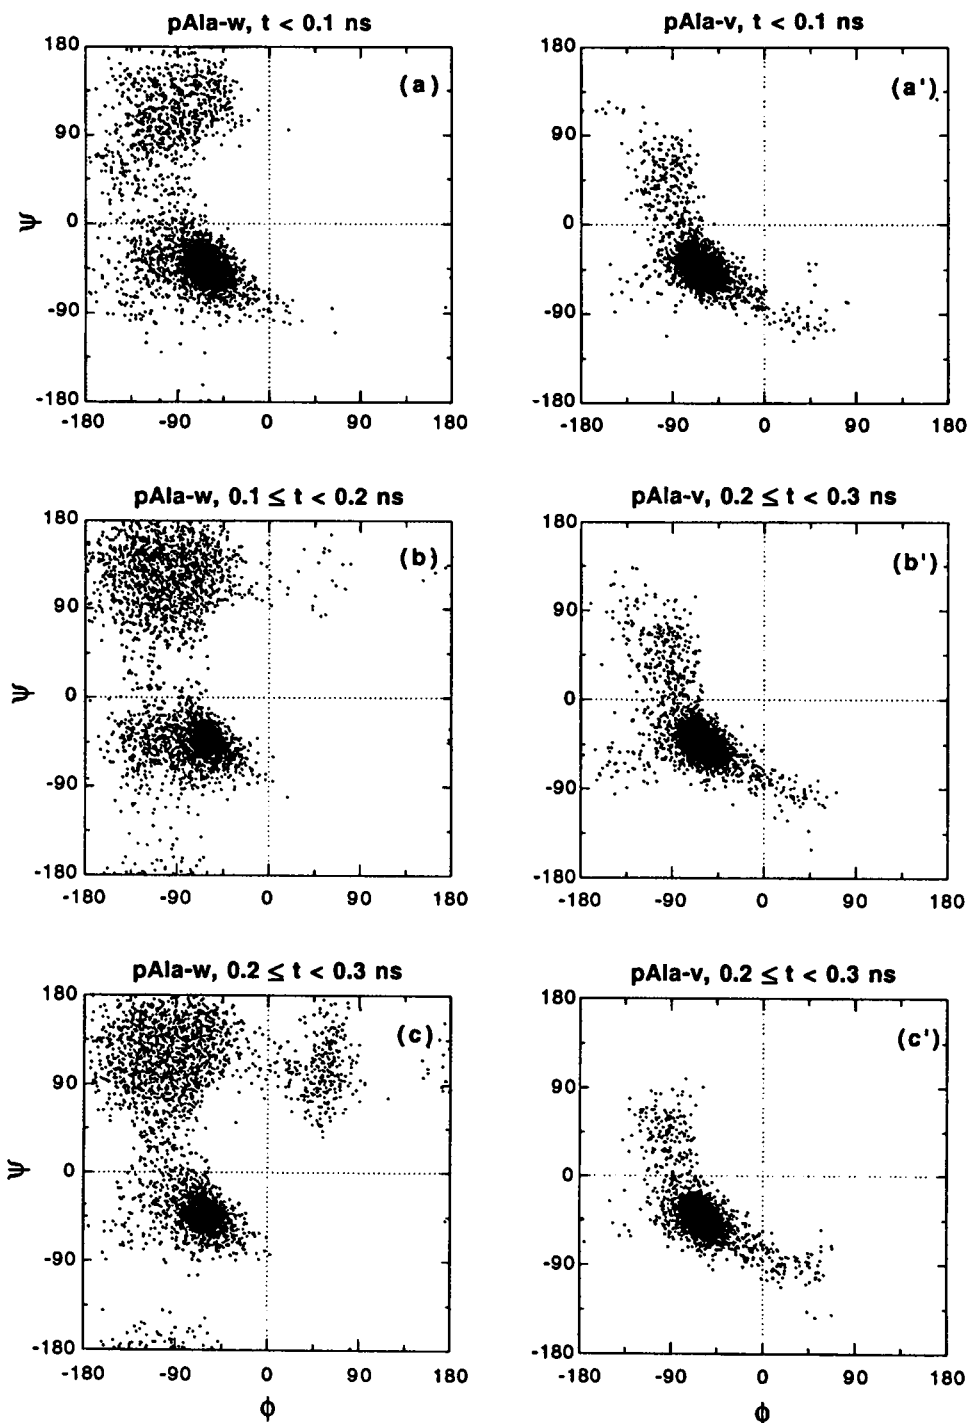 pAla-w, t < 0.1 ns
180
90
0
-90
-180
ψ
(a)
-180 -90 0 90 180
pAla-v, t < 0.1 ns
180
90
0
-90
-180
(a')
-180 -90 0 90 180
pAla-w, 0.1 ≤ t < 0.2 ns
180
90
0
-90
-180
ψ
(b)
-180 -90 0 90 180
pAla-v, 0.2 ≤ t < 0.3 ns
180
90
0
-90
-180
(b')
-180 -90 0 90 180
pAla-w, 0.2 ≤ t < 0.3 ns
180
90
0
-90
-180
ψ
(c)
-180 -90 0 90 180
ϕ
pAla-v, 0.2 ≤ t < 0.3 ns
180
90
0
-90
-180
(c')
-180 -90 0 90 180
ϕ